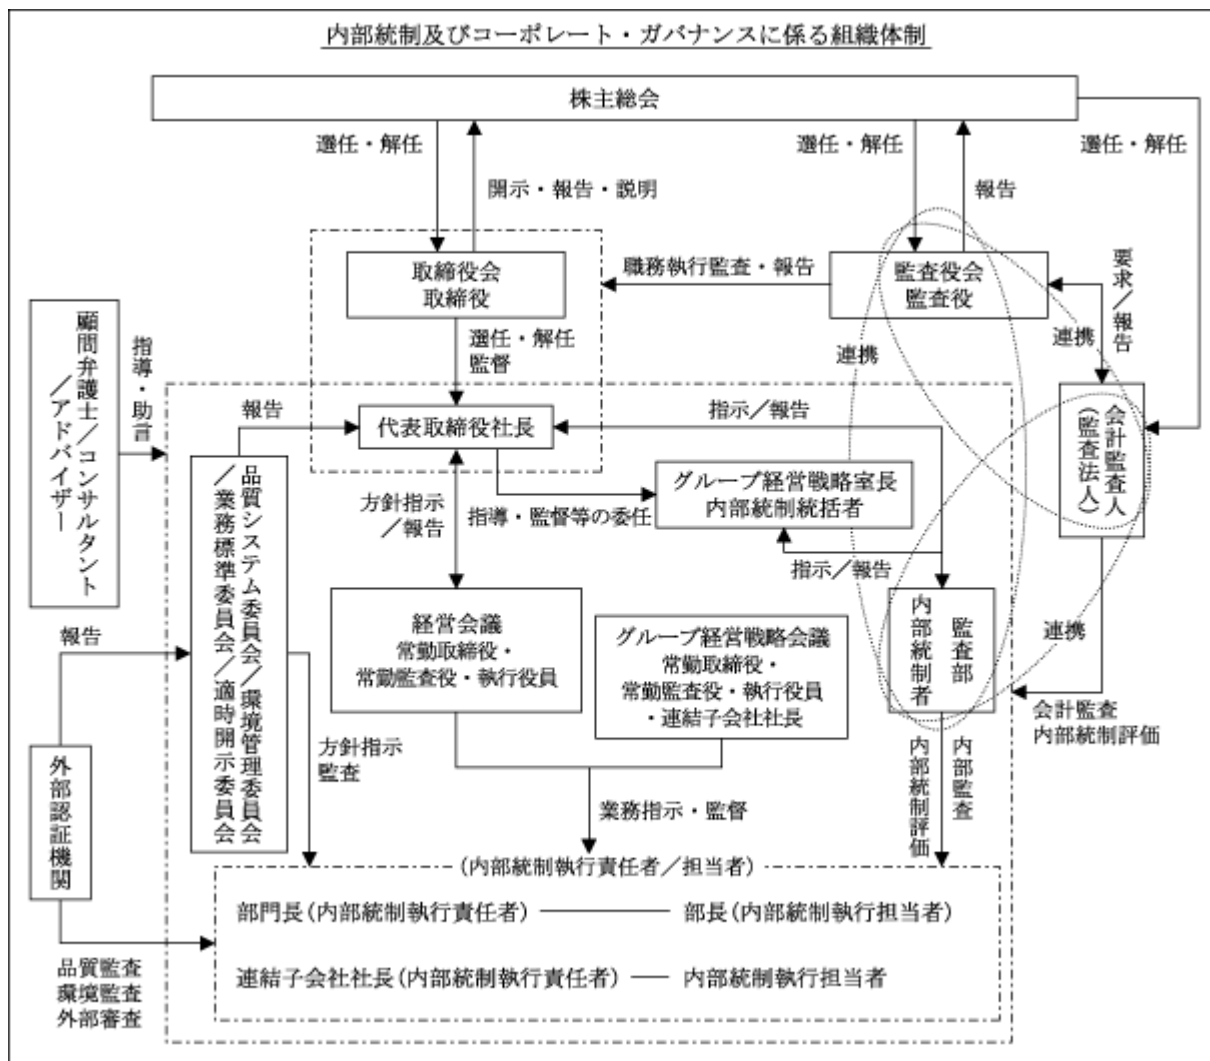 内部統制及びコーポレート・ガバナンスに係る組織体制
株主総会
選任・解任
選任・解任
選任・解任
開示・報告・説明
報告
取締役会
取締役
職務執行監査・報告
監査役会
監査役
要求／報告
選任・解任
監督
連携
連携
顧問弁護士／コンサルタント
／アドバイザー
指導・助言
報告
代表取締役社長
指示／報告
会計監査人
（監査法人）
グループ経営戦略室長
内部統制統括者
方針指示
／報告
指導・監督等の委任
指示／報告
品質システム委員会／環境管理委員会
／業務標準委員会／適時開示委員会
報告
経営会議
常勤取締役・
常勤監査役・執行役員
グループ経営戦略会議
常勤取締役・
常勤監査役・執行役員
・連結子会社社長
監査部
内部統制者
連携
会計監査
内部統制評価
外部認証機関
方針指示
監査
業務指示・監督
内部監査
内部統制評価
(内部統制執行責任者／担当者)
部門長(内部統制執行責任者)
部長(内部統制執行担当者)
連結子会社社長(内部統制執行責任者)
内部統制執行担当者
品質監査
環境監査
外部審査